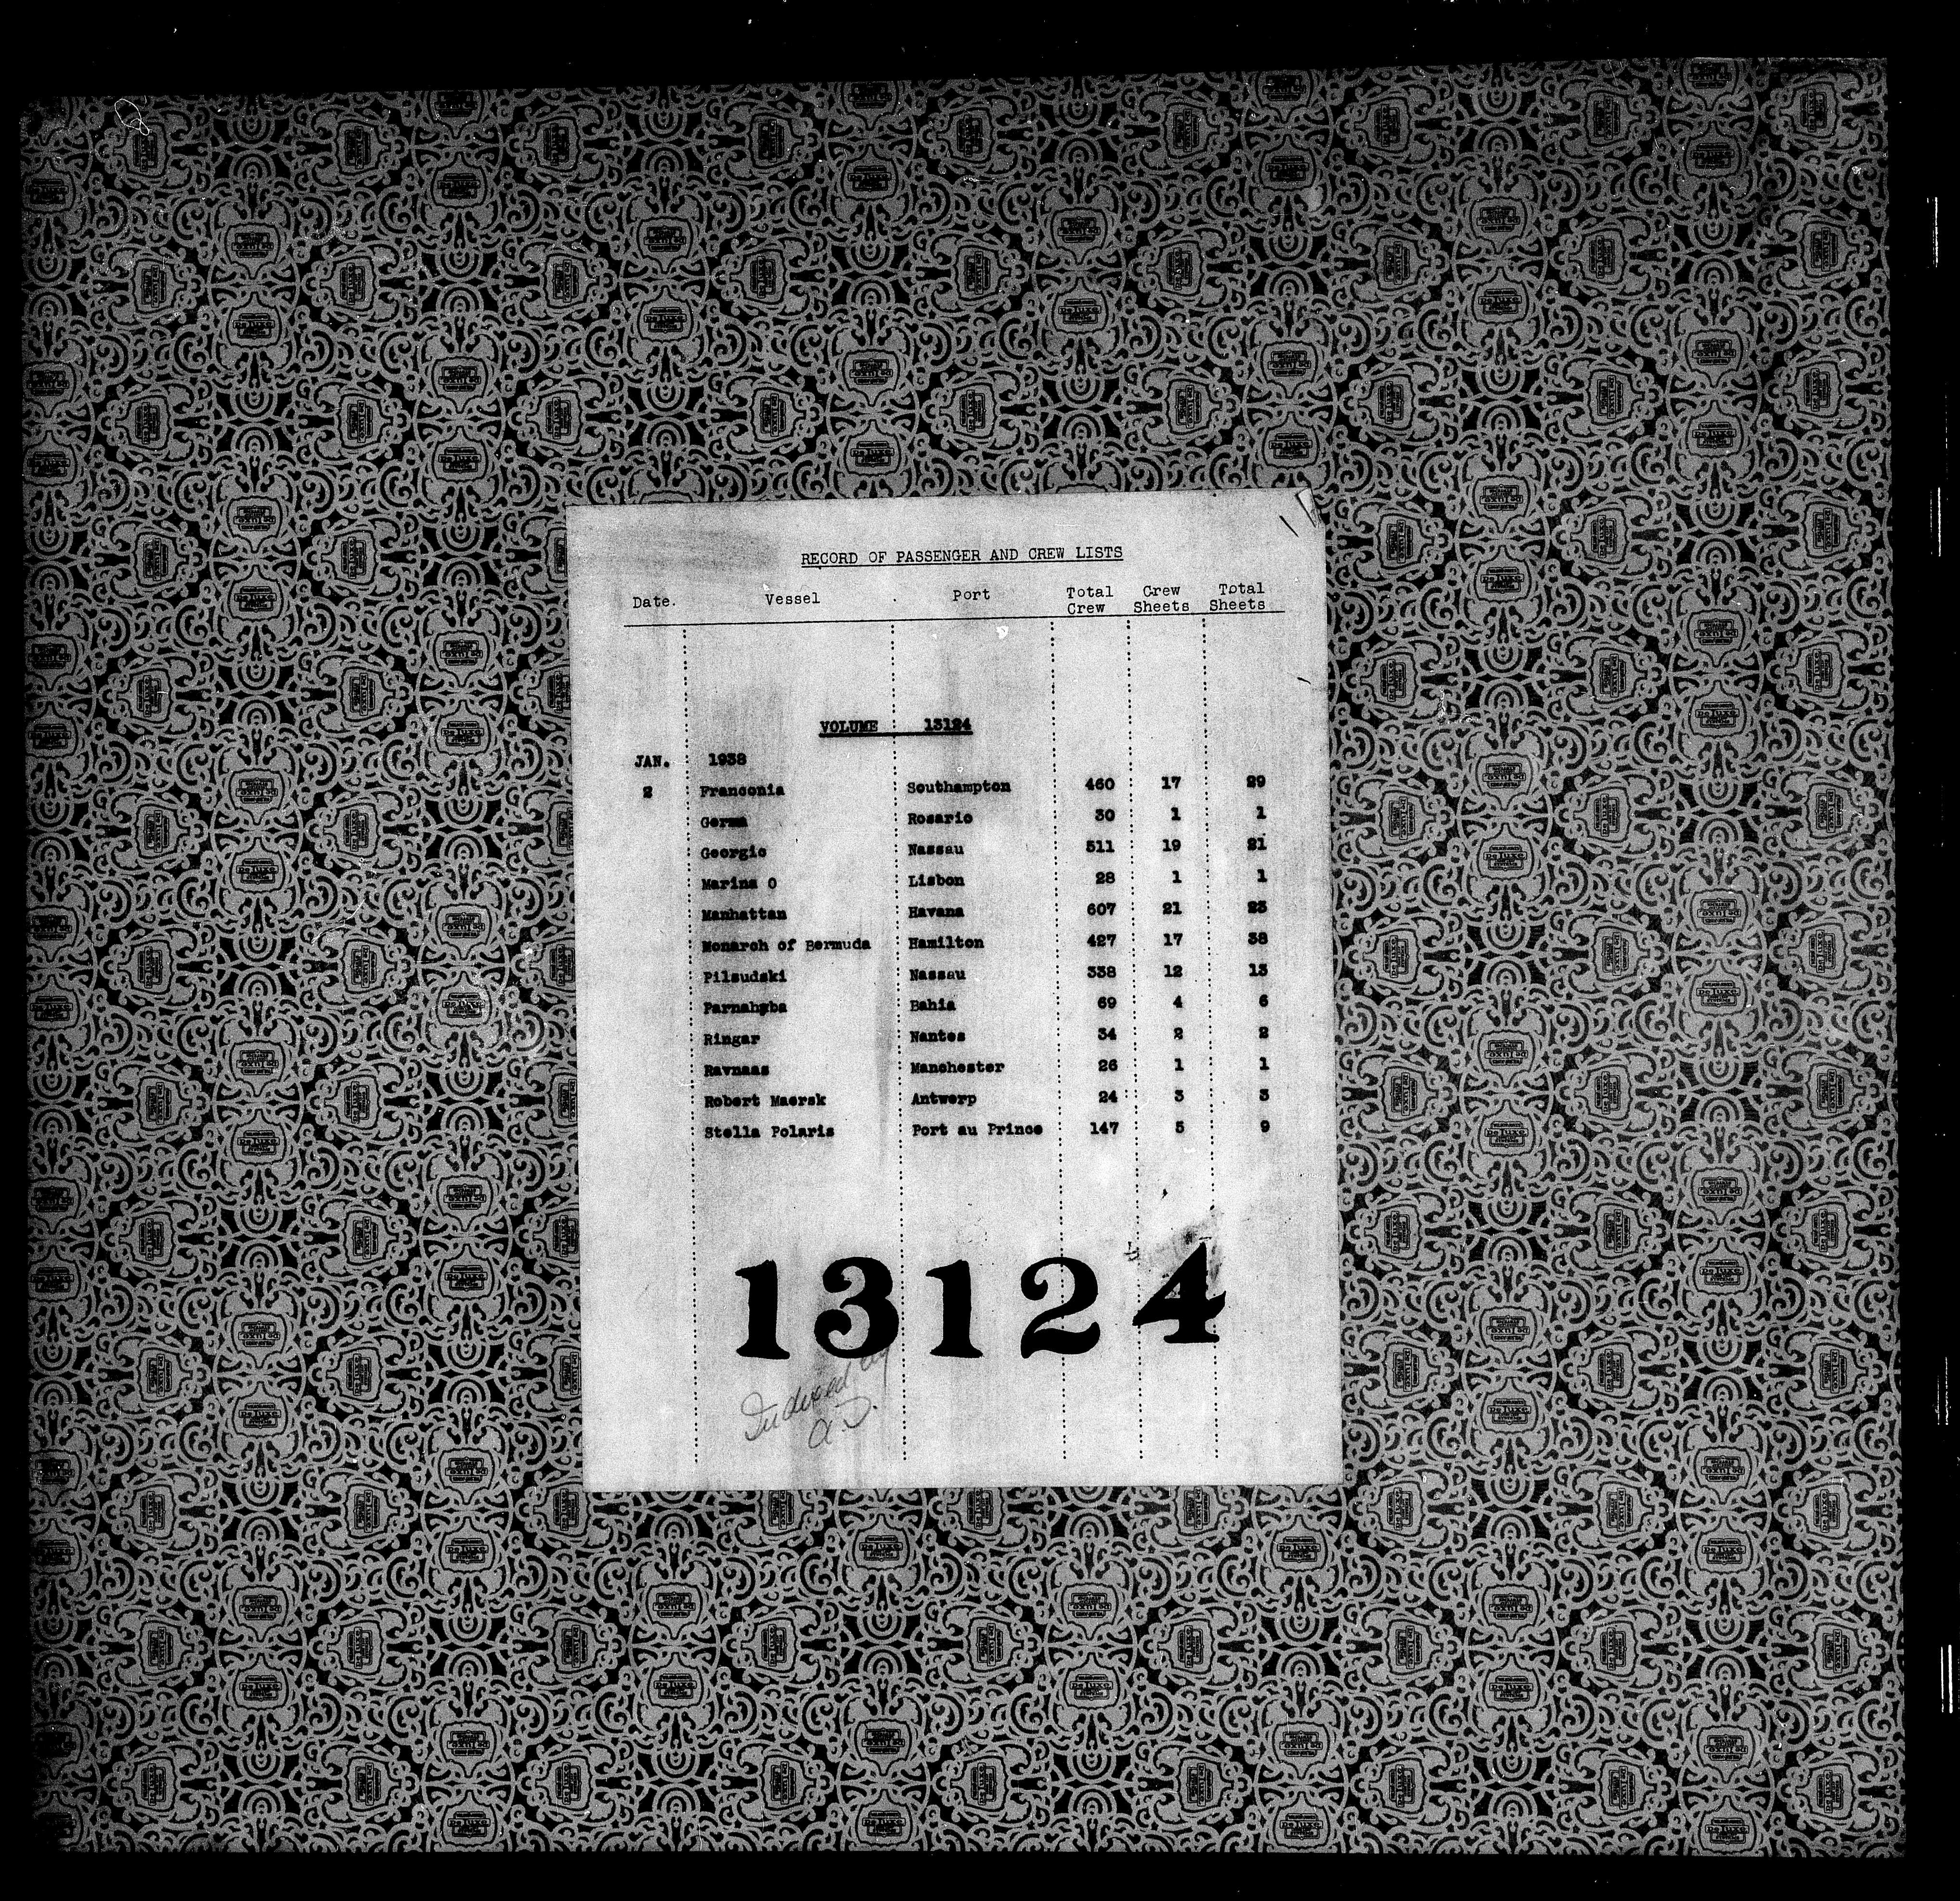 RECORD OF PASSENGER AND CREW LISTS
Date. Vessel Port Total Crew Crew Sheets Total Sheets
VOLUME 13124
JAN. 1938
2 Franconia Southampton 460 17 29
Gerza Rosario 30 1 1
Georgic Nassau 511 19 21
Marina O Lisbon 28 1 1
Manhattan Havana 607 21 23
Monarch of Bermuda Hamilton 427 17 38
Pilsudski Nassau 338 12 13
Parnahyba Bahia 69 4 6
Ringar Nantes 34 2 2
Ravnaas Manchester 26 1 1
Robert Maersk Antwerp 24 3 3
Stella Polaris Port au Prince 147 5 9
13124
Indexed by
a J.